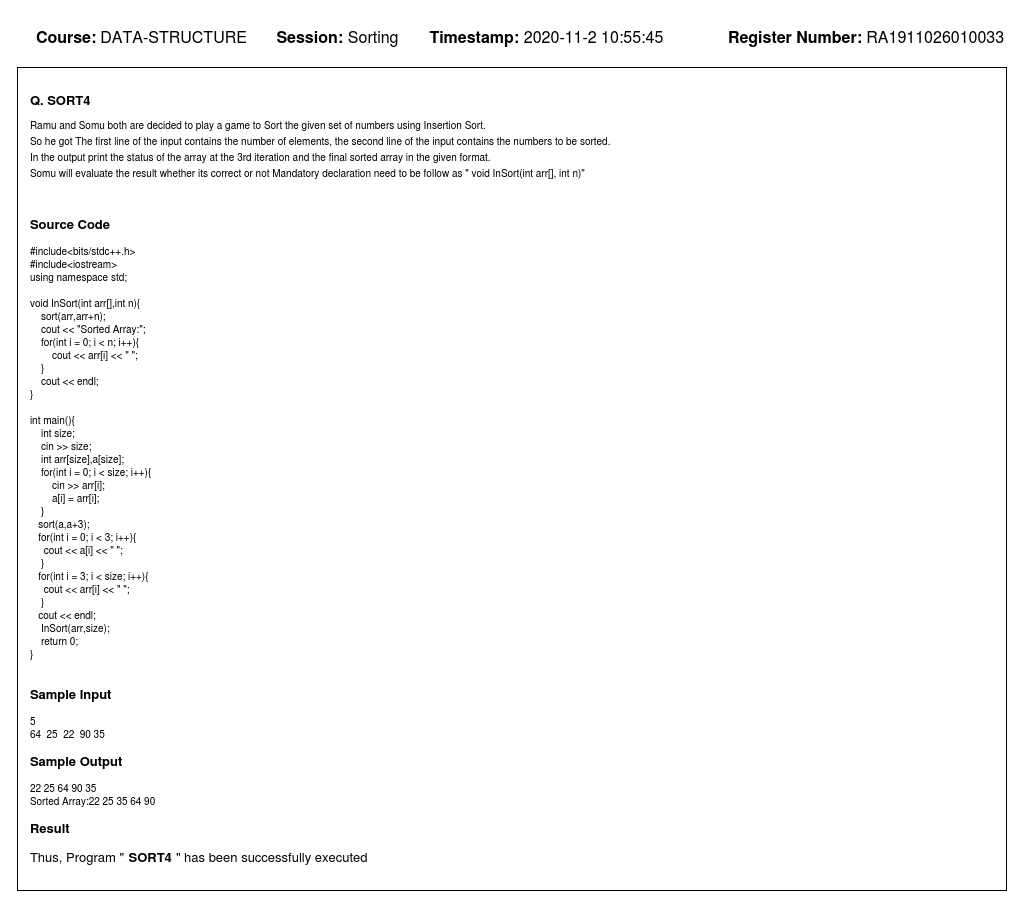 Course: DATA-STRUCTURE Session: Sorting Timestamp: 2020-11-2 10:55:45 Register Number: RA1911026010033
Q. SORT4
Ramu and Somu both are decided to play a game to Sort the given set of numbers using Insertion Sort.
So he got The first line of the input contains the number of elements, the second line of the input contains the numbers to be sorted.
In the output print the status of the array at the 3rd iteration and the final sorted array in the given format.
Somu will evaluate the result whether its correct or not Mandatory declaration need to be follow as " void InSort(int arr[], int n)"
Source Code
#include<bits/stdc++.h>
#include<iostream>
using namespace std;
void InSort(int arr[],int n){
    sort(arr,arr+n);
    cout << "Sorted Array:";
    for(int i = 0; i < n; i++){
        cout << arr[i] << " ";
    }
    cout << endl;
}
int main(){
    int size;
    cin >> size;
    int arr[size],a[size];
    for(int i = 0; i < size; i++){
        cin >> arr[i];
        a[i] = arr[i];
    }
   sort(a,a+3);
   for(int i = 0; i < 3; i++){
     cout << a[i] << " ";
    }
   for(int i = 3; i < size; i++){
     cout << arr[i] << " ";
    }
   cout << endl;
    InSort(arr,size);
    return 0;
}
Sample Input
5
64  25  22  90 35
Sample Output
22 25 64 90 35
Sorted Array:22 25 35 64 90
Result
Thus, Program " SORT4 " has been successfully executed